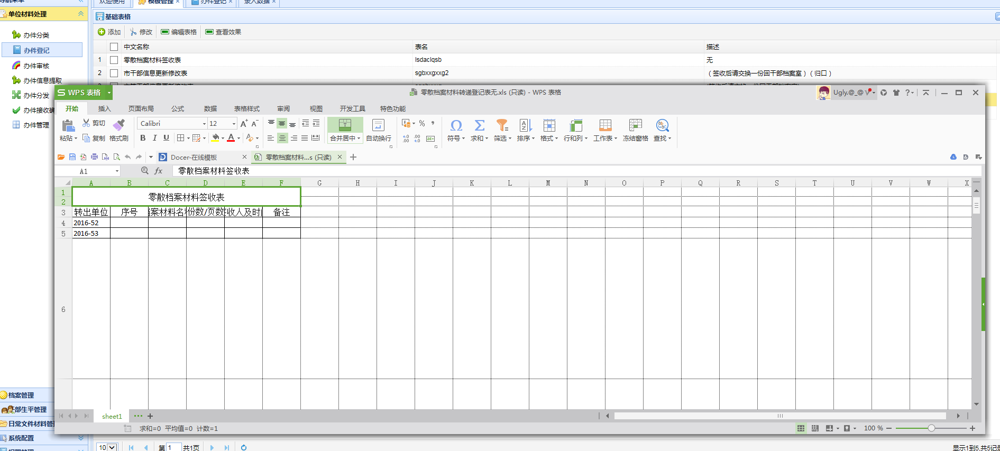 欢迎使用
模板管理 ×
办件登记 ×
录入数据 ×
单位材料处理
基础表格
办件分类
办件登记
办件审核
办件信息提取
办件分发
办件接收确
办件管理
添加 修改 编辑表格 查看效果
中文名称 表名 描述
1 零散档案材料签收表 lsdaclqsb 无
2 市干部信息更新修改表 sgbxxgxxg2 （签收后请交换一份回干部档案室）（归口）
WPS 表格
零散档案材料转递登记表无.xls (只读) - WPS 表格
Ugly.@_@
开始 插入 页面布局 公式 数据 表格样式 审阅 视图 开发工具 特色功能
剪切
Calibri 12
粘贴 复制 格式刷
B I U
合并居中 自动换行
符号 求和 筛选 排序 格式 行和列 工作表 冻结窗格 查找
Docer-在线模板 ×
零散档案材料...s (只读) ×
A1 fx 零散档案材料签收表
A B C D E F G H I J K L M N O P Q R S T U V W X
1
2
零散档案材料签收表
3 转出单位 序号 案材料名 份数/页数 收人及时 备注
4 2016-52
5 2016-53
6
sheet1
求和=0 平均值=0 计数=1
100 %
档案管理
部生平管理
日常文件材料管
系统配置
10 第 1 共1页
显示1到5,共5记录